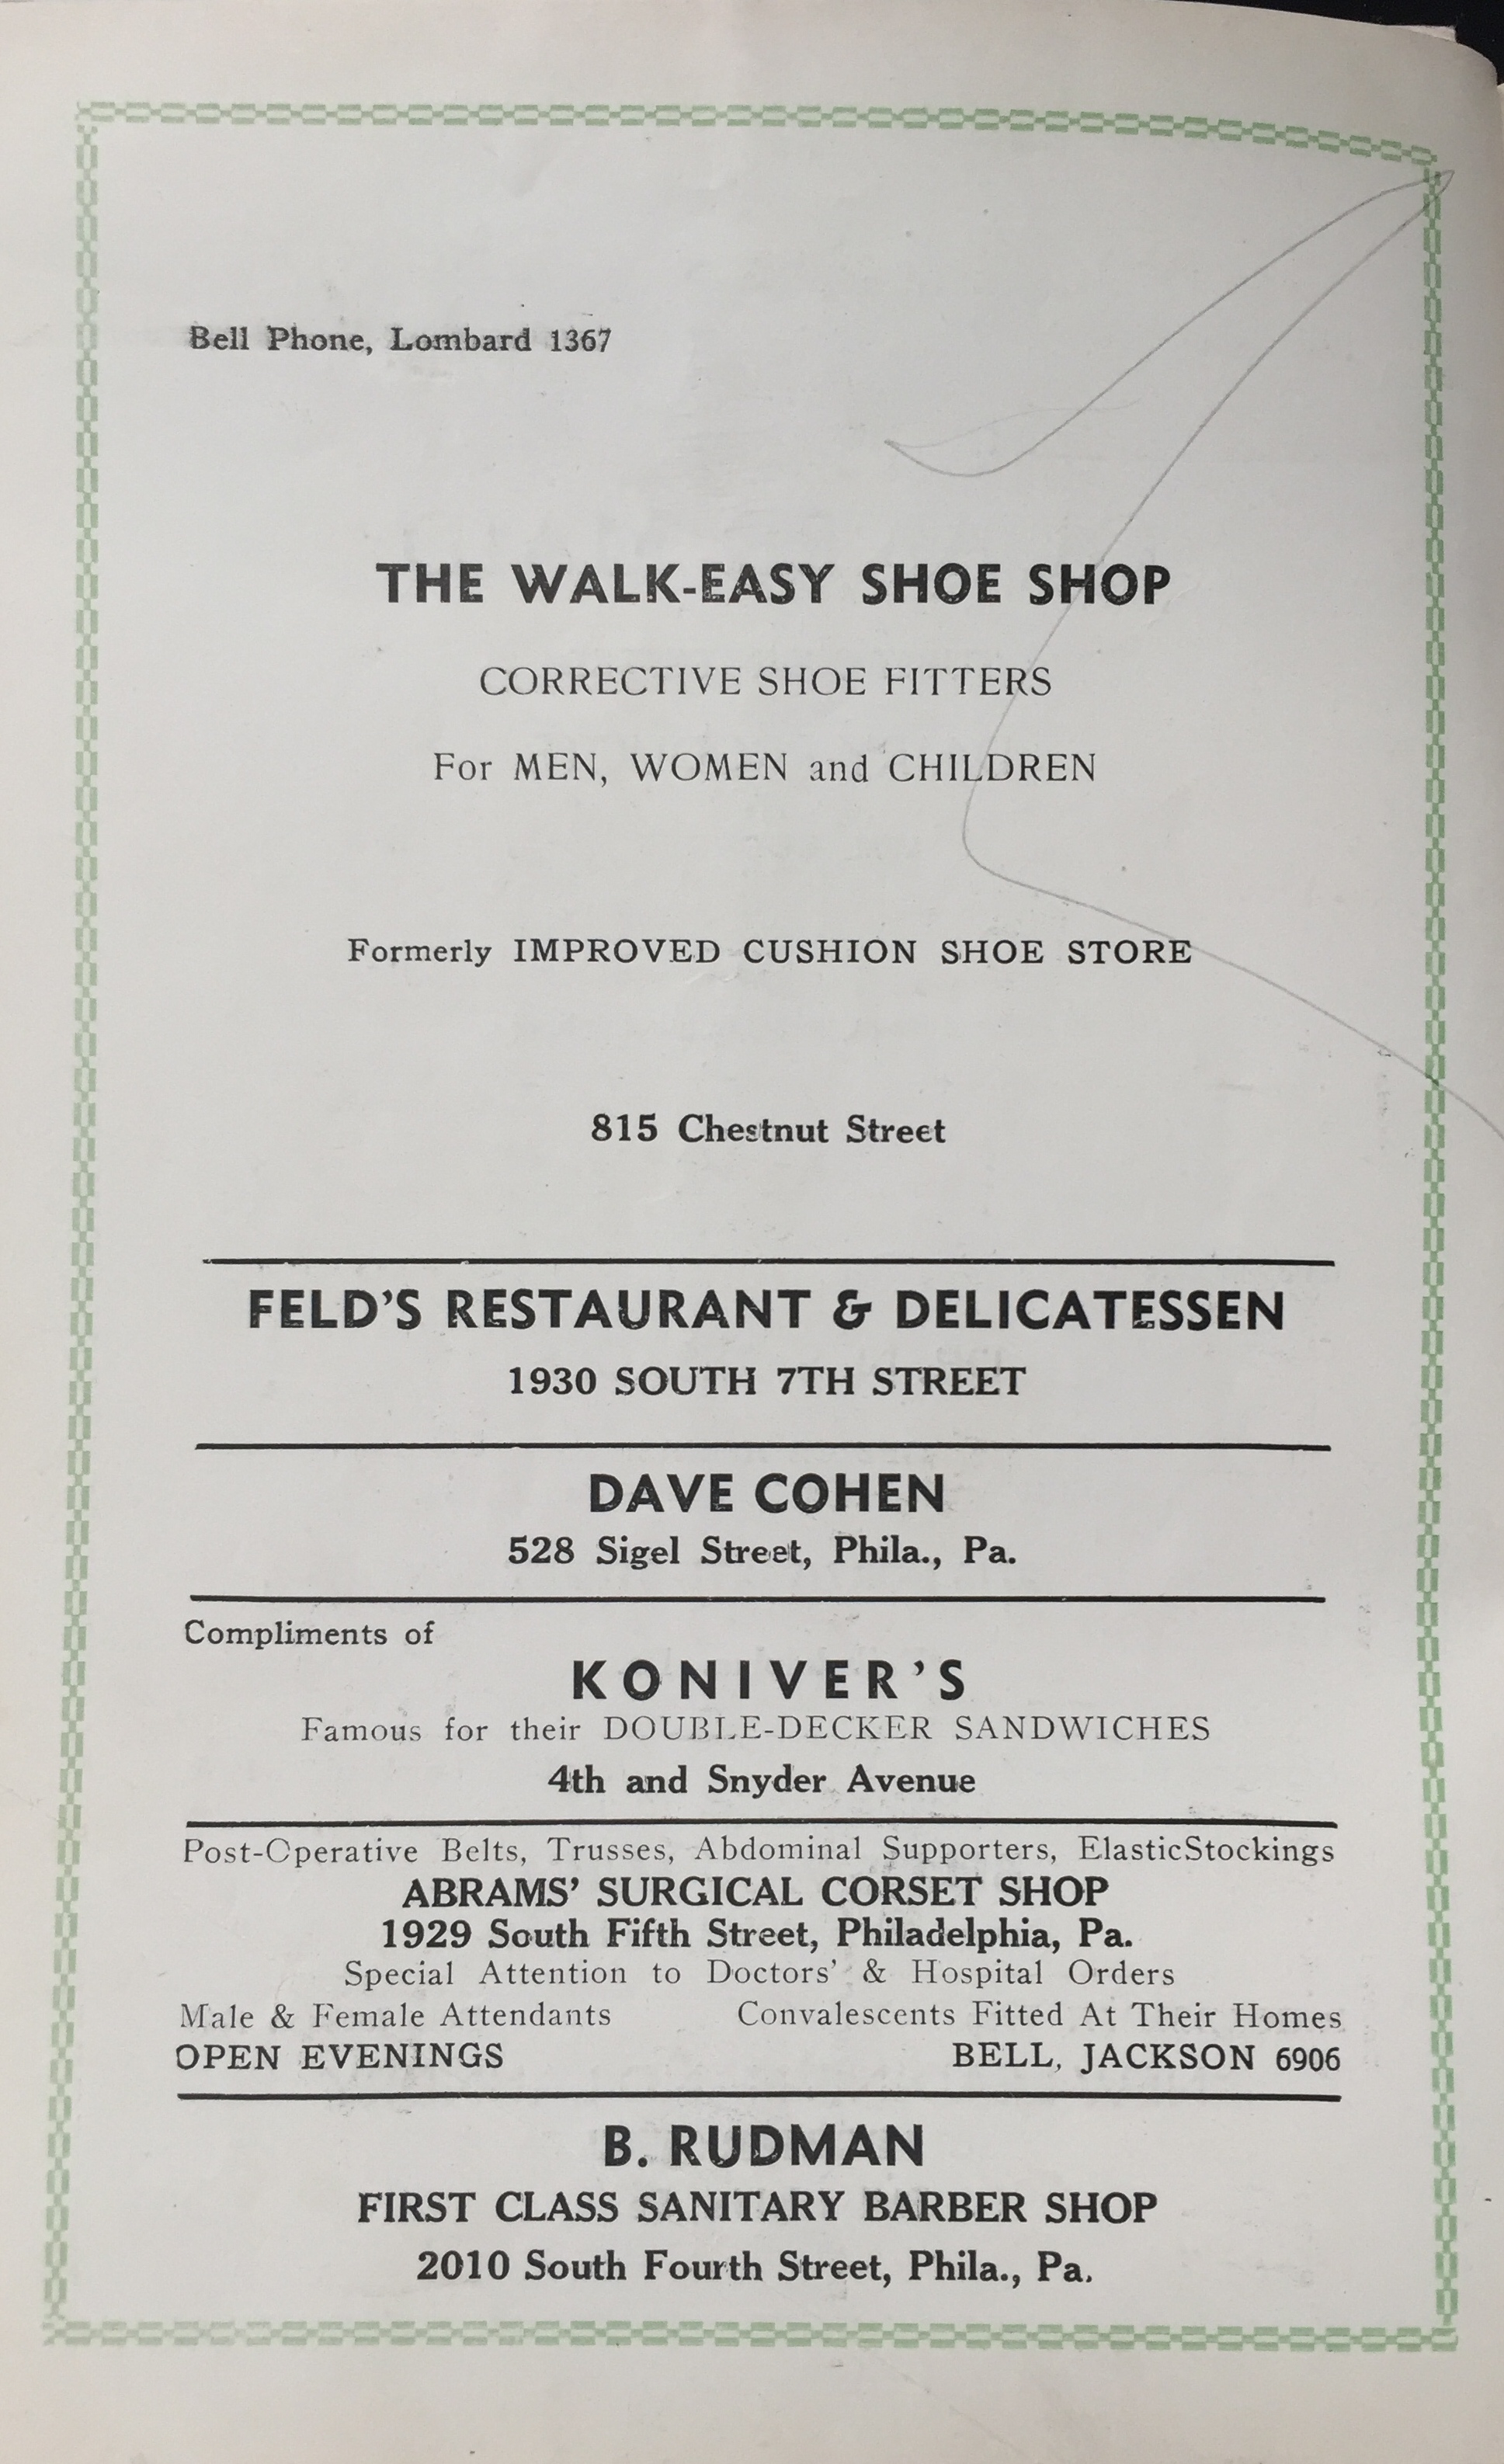 Bell Phone, Lombard 1367
THE WALK-EASY SHOE SHOP
CORRECTIVE SHOE FITTERS
For MEN, WOMEN and CHILDREN
Formerly IMPROVED CUSHION SHOE STORE
815 Chestnut Street
FELD'S RESTAURANT & DELICATESSEN
1930 SOUTH 7TH STREET
DAVE COHEN
528 Sigel Street, Phila., Pa.
Compliments of
KONIVER'S
Famous for their DOUBLE-DECKER SANDWICHES
4th and Snyder Avenue
Post-Operative Belts, Trusses, Abdominal Supporters, ElasticStockings
ABRAMS' SURGICAL CORSET SHOP
1929 South Fifth Street, Philadelphia, Pa.
Special Attention to Doctors' & Hospital Orders
Male & Female Attendants Convalescents Fitted At Their Homes
OPEN EVENINGS BELL, JACKSON 6906
B. RUDMAN
FIRST CLASS SANITARY BARBER SHOP
2010 South Fourth Street, Phila., Pa.